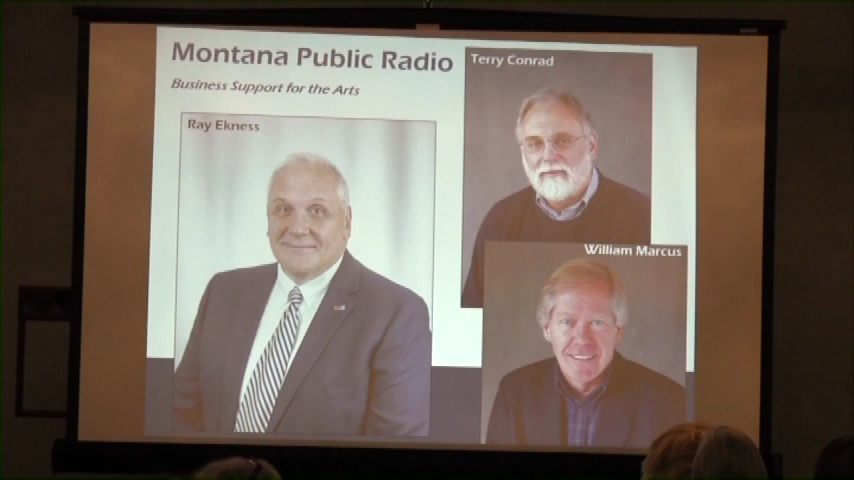 Montana Public Radio
Business Support for the Arts
Ray Ekness
Terry Conrad
William Marcus